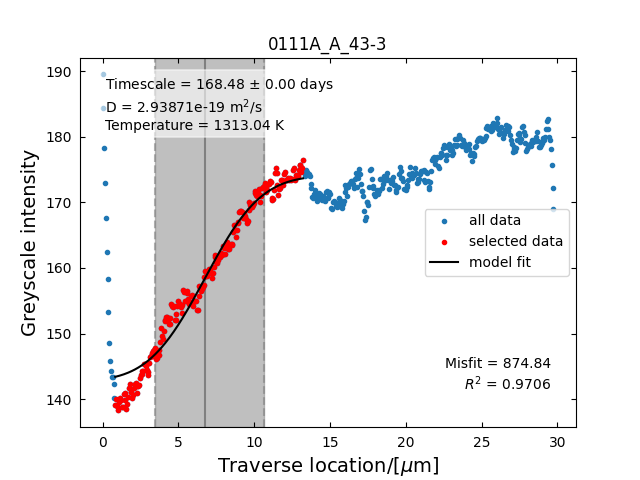 0111A_A_43-3
Timescale = 168.48 ± 0.00 days
D = 2.93871e-19 m²/s
Temperature = 1313.04 K
190
180
170
160
150
140
Greyscale intensity
all data
selected data
model fit
Misfit = 874.84
R² = 0.9706
0 5 10 15 20 25 30
Traverse location/[μm]